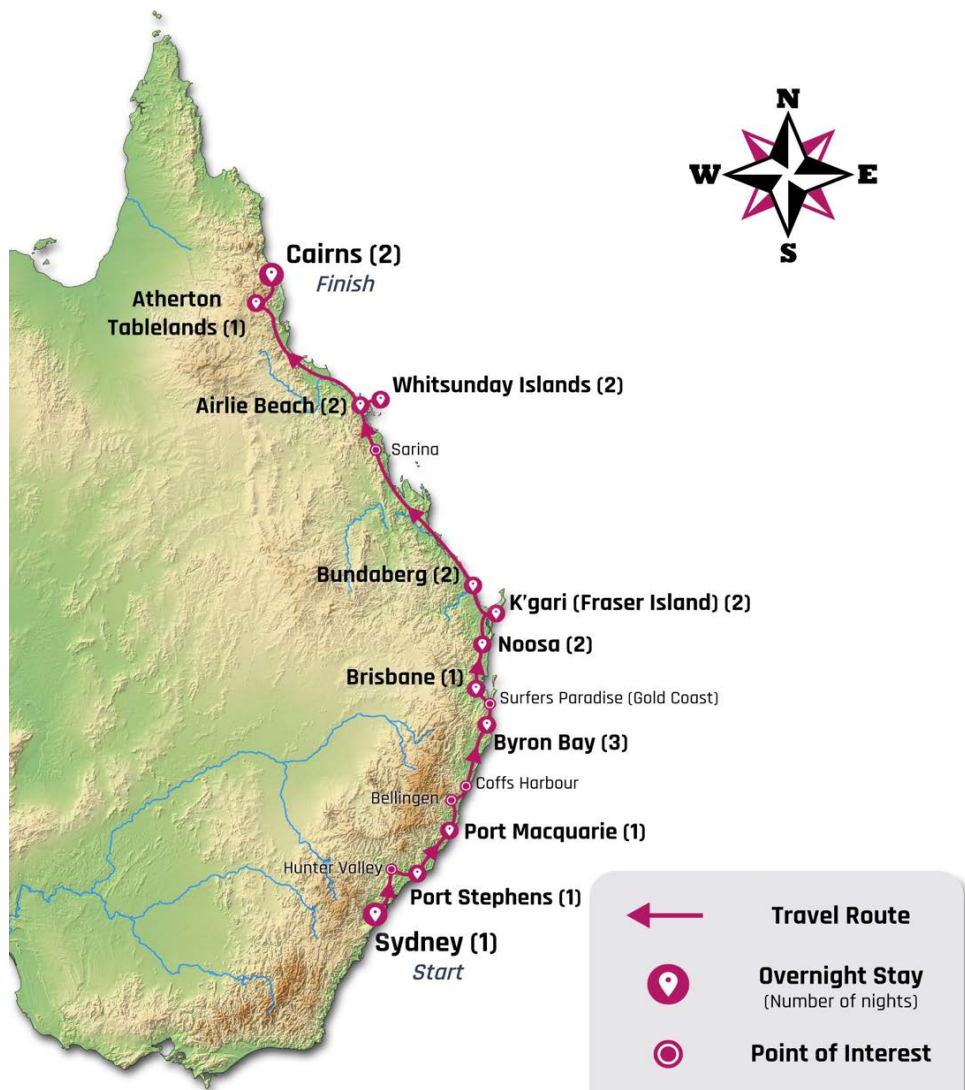 N
W
E
S
Cairns (2)
Finish
Atherton
Tablelands (1)
Whitsunday Islands (2)
Airlie Beach (2)
Sarina
Bundaberg (2)
K'gari (Fraser Island) (2)
Noosa (2)
Brisbane (1)
Surfers Paradise (Gold Coast)
Byron Bay (3)
Coffs Harbour
Bellingen
Port Macquarie (1)
Hunter Valley
Port Stephens (1)
Sydney (1)
Start
Travel Route
Overnight Stay
(Number of nights)
Point of Interest